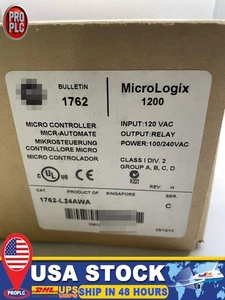 PRO
PLC
BULLETIN
1762
MicroLogix
1200
MICRO CONTROLLER
MICR-AUTOMATE
MIKROSTEUERUNG
CONTROLLORE MICRO
MICRO CONTROLADOR
INPUT: 120 VAC
OUTPUT: RELAY
POWER: 100/240VAC
CLASS I DIV. 2
GROUP A, B, C, D
CAT
PRODUCT OF SINGAPORE
REV.
H
SER.
1762-L24AWA
C
USA STOCK
PROPLC
DHL
UPS
SHIPMENT IN 48 HOURS